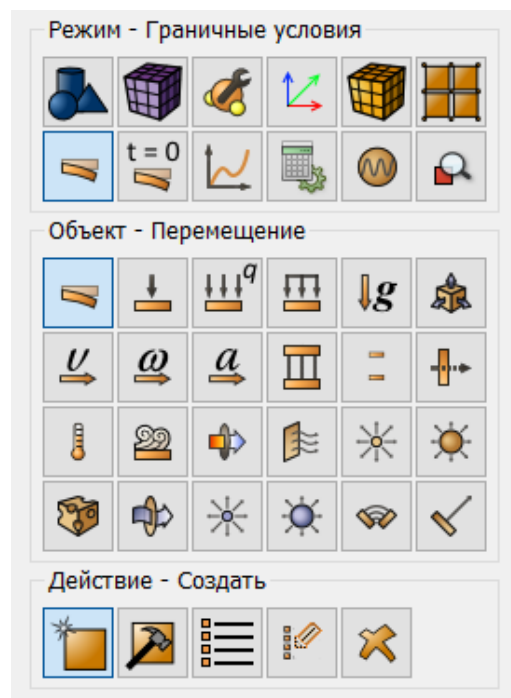 Режим - Граничные условия
t = 0
Объект - Перемещение
q
g
υ ω a
Действие - Создать